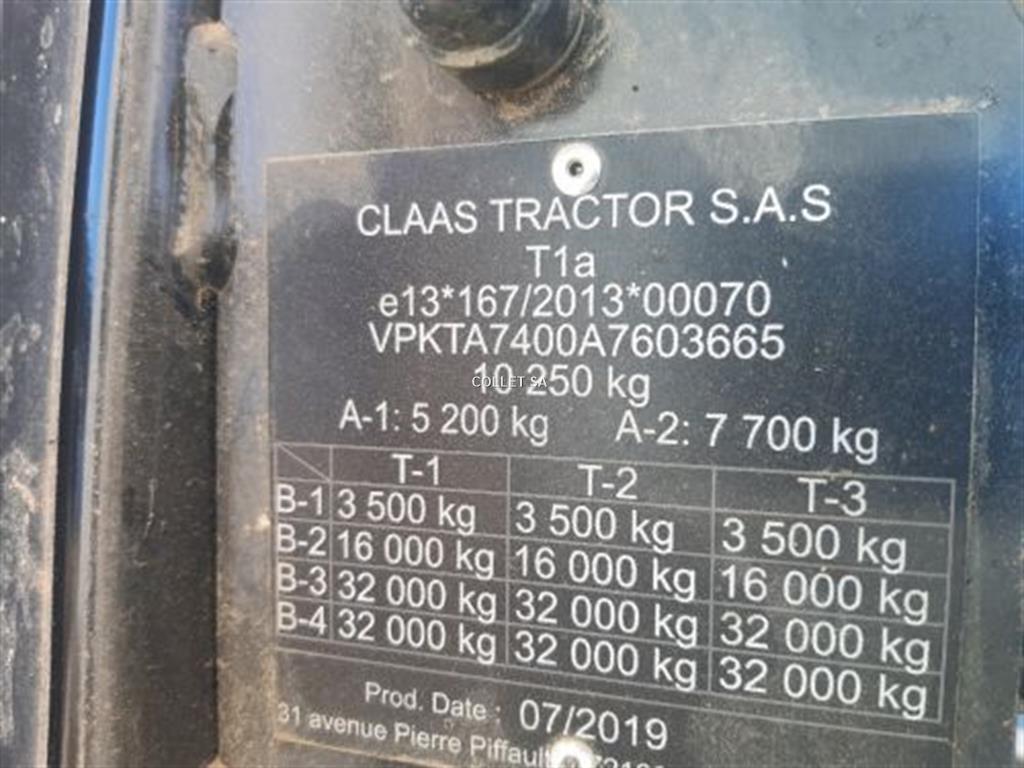 CLAAS TRACTOR S.A.S
T1a
e13*167/2013*00070
VPKTA7400A7603665
10 250 kg
COLLET SA
A-1: 5 200 kg A-2: 7 700 kg
T-1 T-2 T-3
B-1 3 500 kg 3 500 kg 3 500 kg
B-2 16 000 kg 16 000 kg 16 000 kg
B-3 32 000 kg 32 000 kg 32 000 kg
B-4 32 000 kg 32 000 kg 32 000 kg
Prod. Date : 07/2019
31 avenue Pierre Piffault